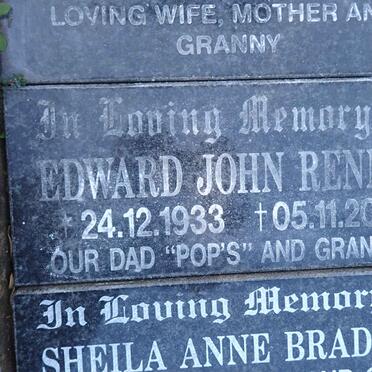 LOVING WIFE, MOTHER AN
GRANNY
In Loving Memory
EDWARD JOHN REN
†24.12.1933 †05.11.20
OUR DAD "POP'S" AND GRAN
In Loving Memor
SHEILA ANNE BRAD